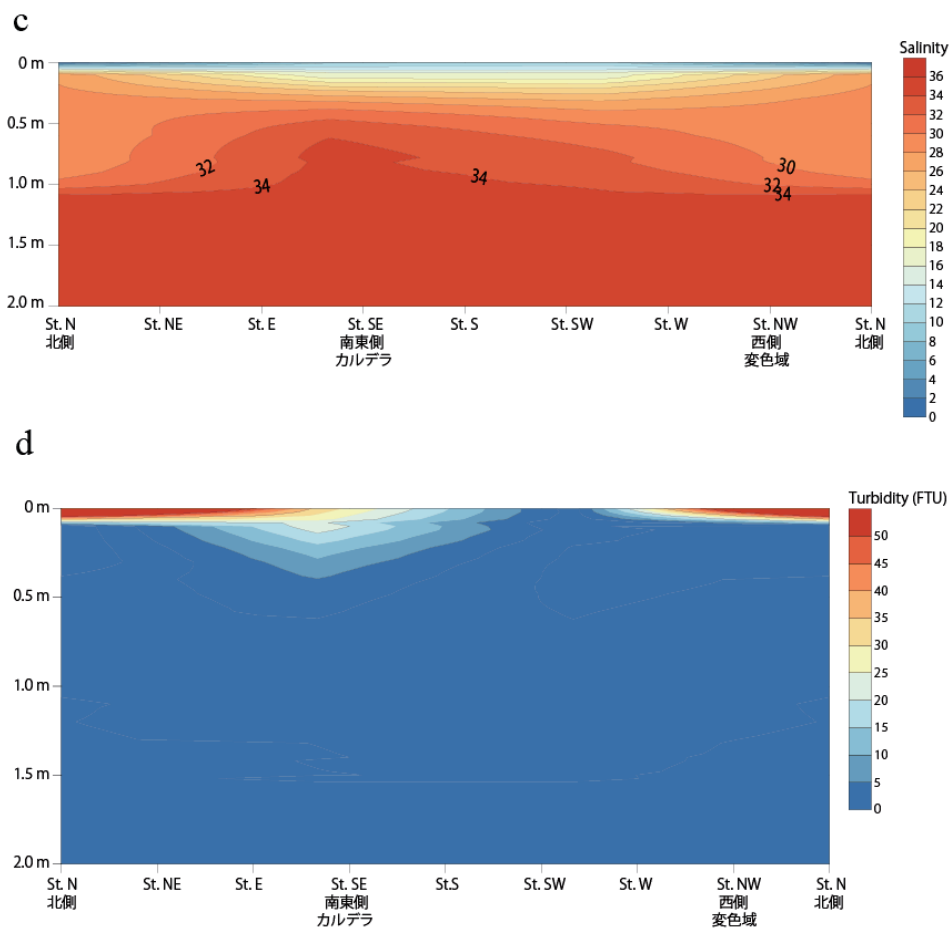 c
Salinity
0 m
0.5 m
1.0 m
1.5 m
2.0 m
32
34
34
30
32
34
36
34
32
30
28
26
24
22
20
18
16
14
12
10
8
6
4
2
0
St. N
北側
St. NE
St. E
St. SE
南東側
カルデラ
St. S
St. SW
St. W
St. NW
西側
変色域
St. N
北側
d
Turbidity (FTU)
0 m
0.5 m
1.0 m
1.5 m
2.0 m
50
45
40
35
30
25
20
15
10
5
0
St. N
北側
St. NE
St. E
St. SE
南東側
カルデラ
St.S
St. SW
St. W
St. NW
西側
変色域
St. N
北側